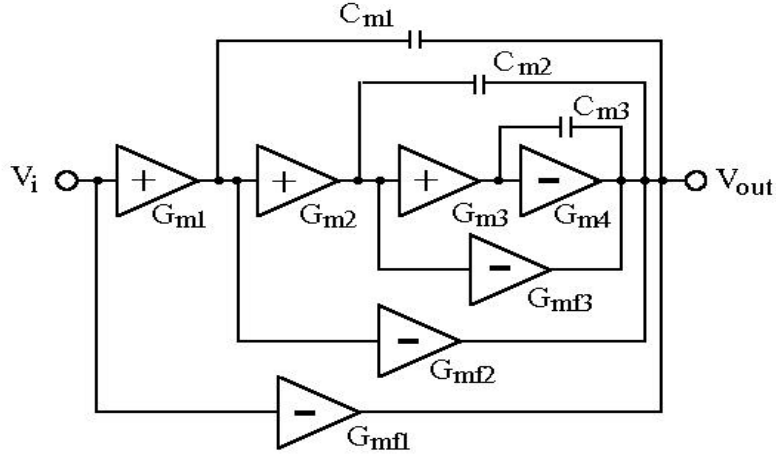 Cm1
Cm2
Cm3
Vi
+
+
+
-
Vout
Gm1
Gm2
Gm3
Gm4
-
Gmf3
-
Gmf2
-
Gmf1